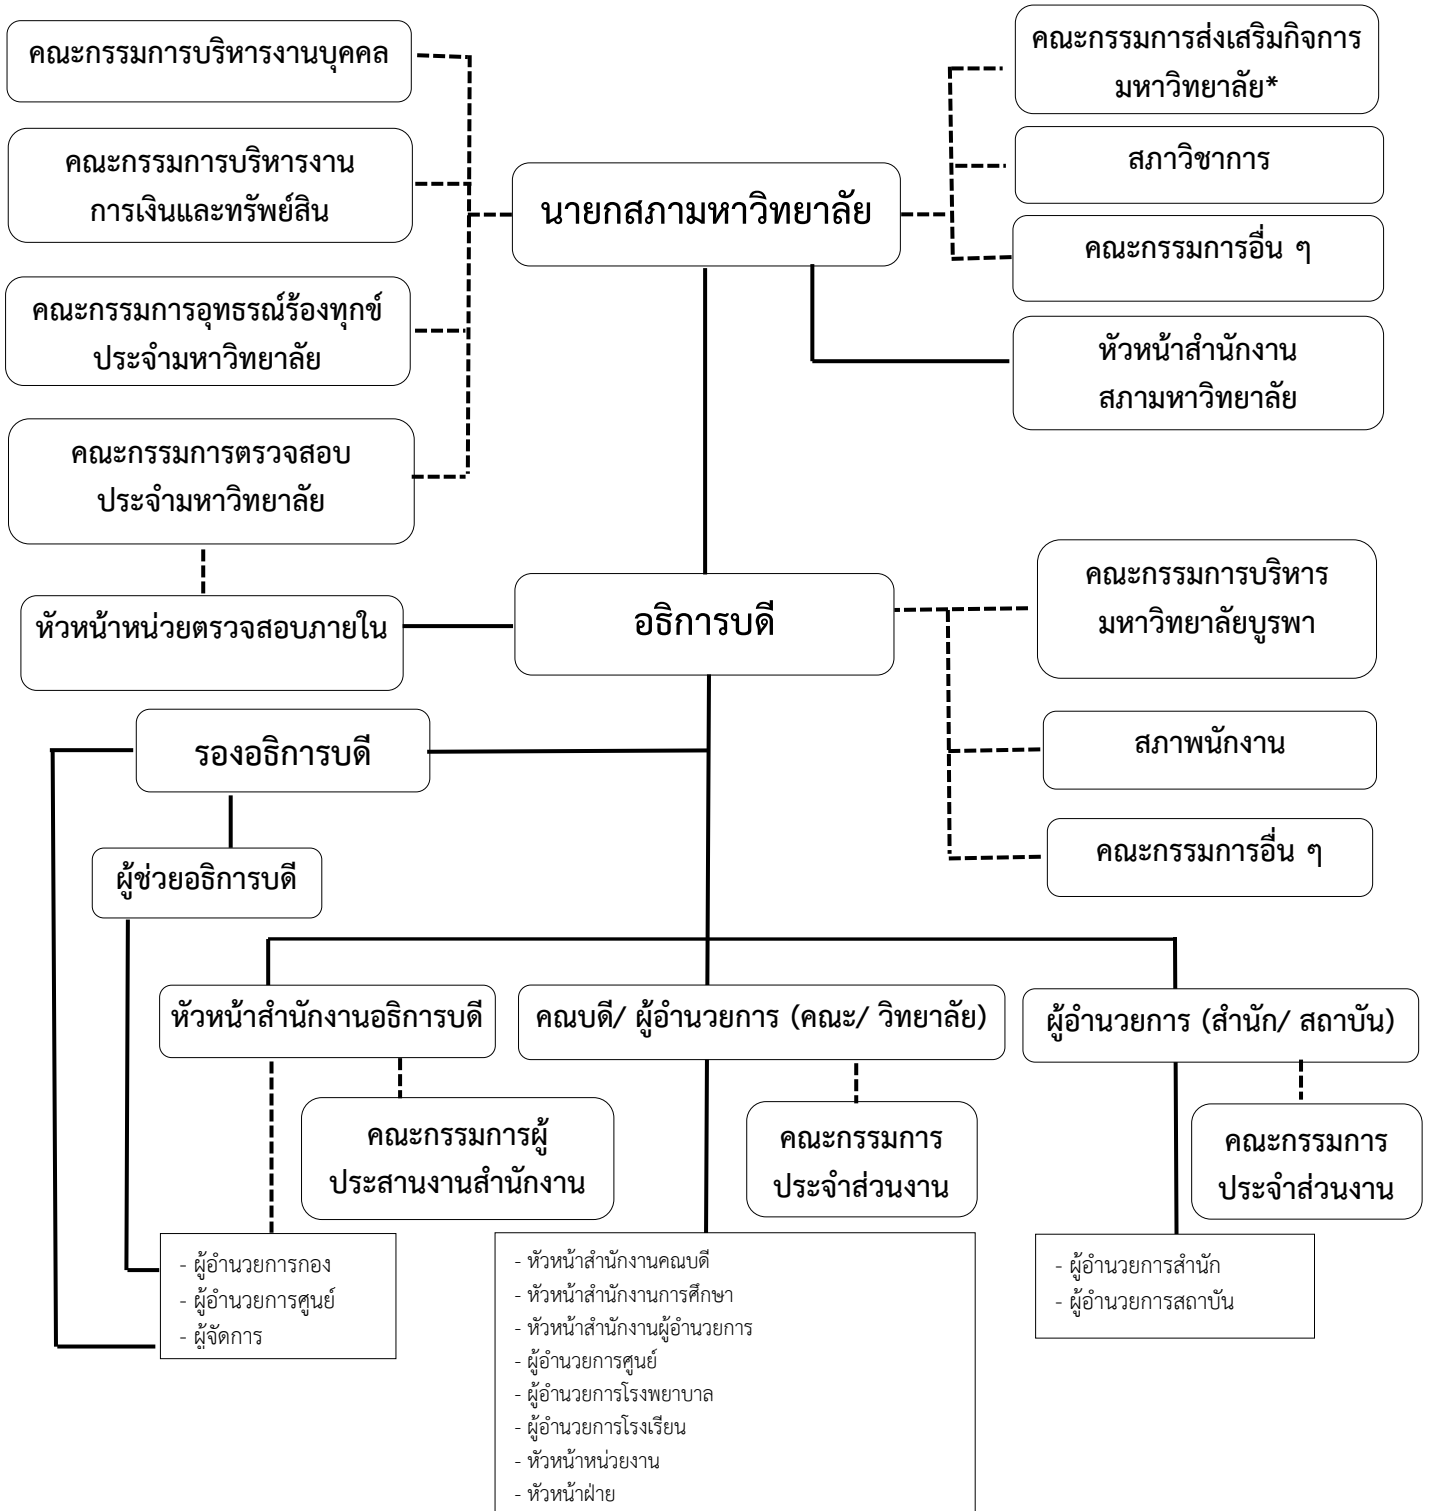 คณะกรรมการบริหารงานบุคคล
คณะกรรมการส่งเสริมกิจการ
มหาวิทยาลัย*
คณะกรรมการบริหารงาน
การเงินและทรัพย์สิน
สภาวิชาการ
นายกสภามหาวิทยาลัย
คณะกรรมการอื่น ๆ
คณะกรรมการอุทธรณ์ร้องทุกข์
ประจำมหาวิทยาลัย
หัวหน้าสำนักงาน
สภามหาวิทยาลัย
คณะกรรมการตรวจสอบ
ประจำมหาวิทยาลัย
คณะกรรมการบริหาร
มหาวิทยาลัยบูรพา
หัวหน้าหน่วยตรวจสอบภายใน
อธิการบดี
รองอธิการบดี
สภาพนักงาน
ผู้ช่วยอธิการบดี
คณะกรรมการอื่น ๆ
หัวหน้าสำนักงานอธิการบดี
คณบดี/ ผู้อำนวยการ (คณะ/ วิทยาลัย)
ผู้อำนวยการ (สำนัก/ สถาบัน)
คณะกรรมการผู้
ประสานงานสำนักงาน
คณะกรรมการ
ประจำส่วนงาน
คณะกรรมการ
ประจำส่วนงาน
- ผู้อำนวยการกอง
- ผู้อำนวยการศูนย์
- ผู้จัดการ
- หัวหน้าสำนักงานคณบดี
- หัวหน้าสำนักงานการศึกษา
- หัวหน้าสำนักงานผู้อำนวยการ
- ผู้อำนวยการศูนย์
- ผู้อำนวยการโรงพยาบาล
- ผู้อำนวยการโรงเรียน
- หัวหน้าหน่วยงาน
- หัวหน้าฝ่าย
- ผู้อำนวยการสำนัก
- ผู้อำนวยการสถาบัน